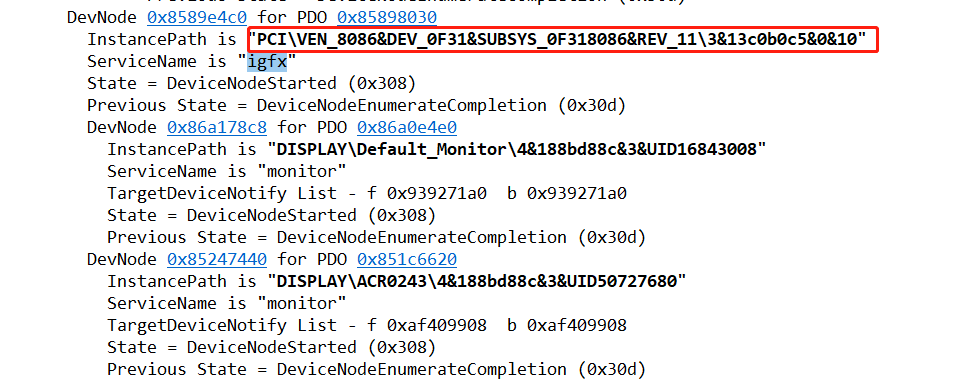 DevNode 0x8589e4c0 for PDO 0x85898030
InstancePath is "PCI\VEN_8086&DEV_0F31&SUBSYS_0F318086&REV_11\3&13c0b0c5&0&10"
ServiceName is "igfx"
State = DeviceNodeStarted (0x308)
Previous State = DeviceNodeEnumerateCompletion (0x30d)
DevNode 0x86a178c8 for PDO 0x86a0e4e0
InstancePath is "DISPLAY\Default_Monitor\4&188bd88c&3&UID16843008"
ServiceName is "monitor"
TargetDeviceNotify List - f 0x939271a0  b 0x939271a0
State = DeviceNodeStarted (0x308)
Previous State = DeviceNodeEnumerateCompletion (0x30d)
DevNode 0x85247440 for PDO 0x851c6620
InstancePath is "DISPLAY\ACR0243\4&188bd88c&3&UID50727680"
ServiceName is "monitor"
TargetDeviceNotify List - f 0xaf409908  b 0xaf409908
State = DeviceNodeStarted (0x308)
Previous State = DeviceNodeEnumerateCompletion (0x30d)